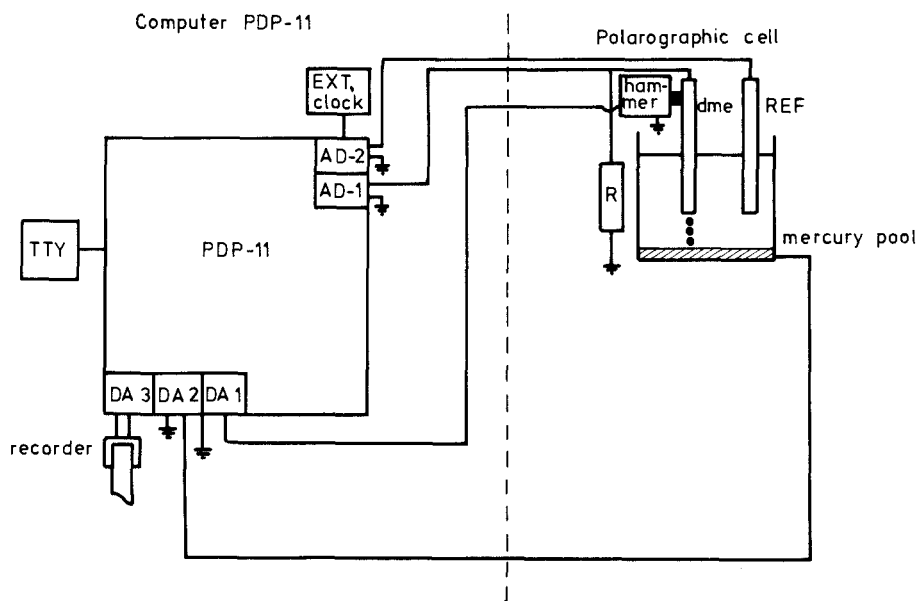 Computer PDP-11
Polarographic cell
EXT.
clock
ham-
mer
dme
REF
AD-2
AD-1
R
TTY
PDP-11
mercury pool
DA 3
DA 2
DA 1
recorder